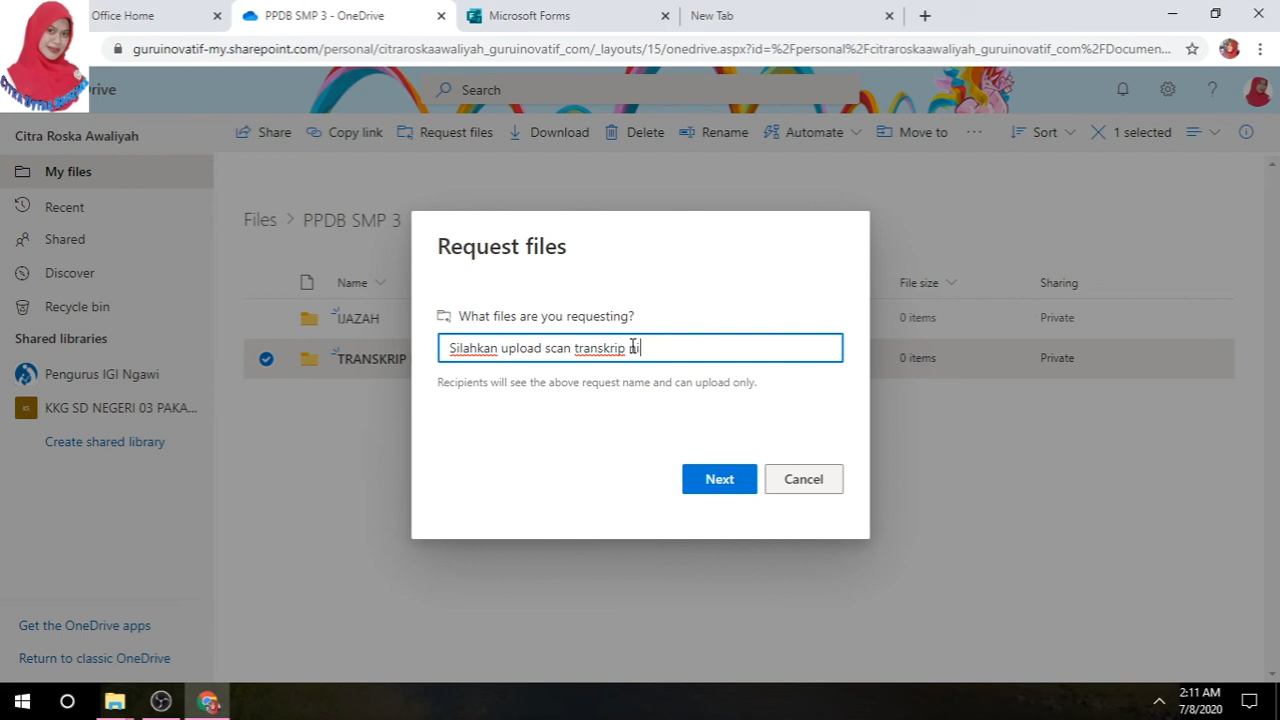 Office Home
PPDB SMP 3 - OneDrive
Microsoft Forms
New Tab
guruinovatif-my.sharepoint.com/personal/citraroskaawaliyah_guruinovatif_com/_layouts/15/onedrive.aspx?id=%2Fpersonal%2Fcitraroskaawaliyah_guruinovatif_com%2FDocumen...
Search
Citra Roska Awaliyah
Share
Copy link
Request files
Download
Delete
Rename
Automate
Move to
Sort
1 selected
My files
Recent
Shared
Discover
Recycle bin
Shared libraries
Pengurus IGI Ngawi
KKG SD NEGERI 03 PAKA...
Create shared library
Get the OneDrive apps
Return to classic OneDrive
Files > PPDB SMP 3
Name
File size
Sharing
IJAZAH
0 items
Private
TRANSKRIP
0 items
Private
Request files
What files are you requesting?
Silahkan upload scan transkrip ni
Recipients will see the above request name and can upload only.
Next
Cancel
2:11 AM
7/8/2020